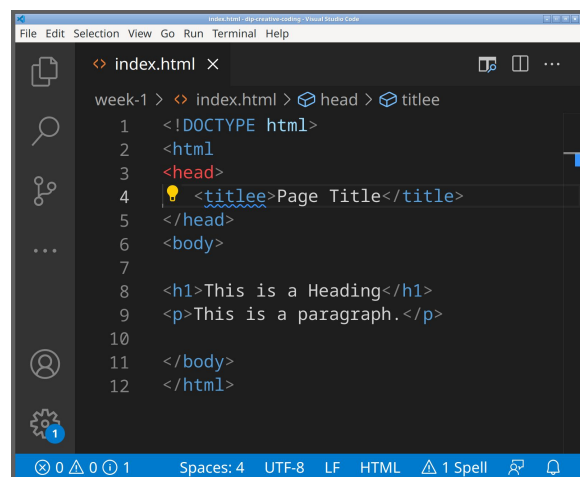 index.html - dip-creative-coding - Visual Studio Code
File Edit Selection View Go Run Terminal Help
<> index.html ×
week-1 > <> index.html > head > titlee
1 <!DOCTYPE html>
2 <html
3 <head>
4 <titlee>Page Title</title>
5 </head>
6 <body>
7
8 <h1>This is a Heading</h1>
9 <p>This is a paragraph.</p>
10
11 </body>
12 </html>
1
0 0 1 Spaces: 4 UTF-8 LF HTML 1 Spell